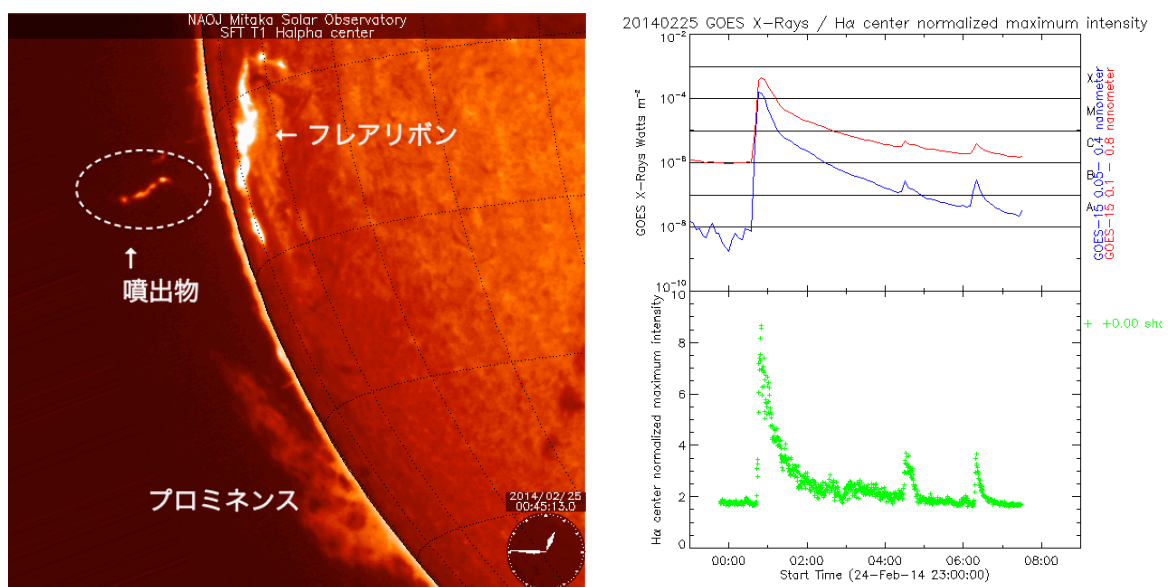 NAOJ Mitaka Solar Observatory
SFT T1 Halpha center
← フレアリボン
↑
噴出物
プロミネンス
2014/02/25
00:45:13.0
20140225 GOES X-Rays / Hα center normalized maximum intensity
10⁻²
10⁻⁴
10⁻⁶
10⁻⁸
10⁻¹⁰
GOES X-Rays Watts m⁻²
X
M
C
B
A
GOES-15 0.05- 0.4 nanometer
GOES-15 0.1 - 0.8 nanometer
10
8
6
4
2
0
Hα center normalized maximum intensity
+ +0.00 sho
00:00
02:00
04:00
06:00
08:00
Start Time (24-Feb-14 23:00:00)